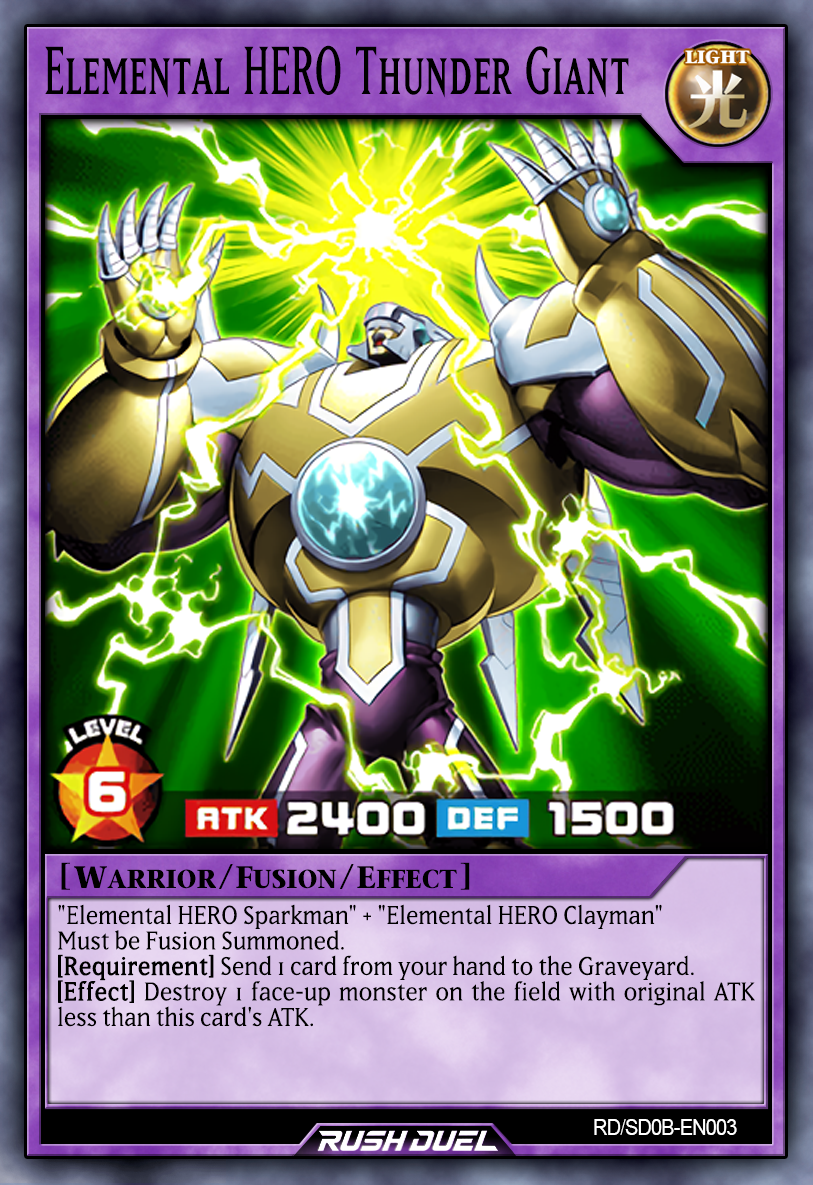 Elemental HERO Thunder Giant
LIGHT
光
LEVEL
6
ATK 2400 DEF 1500
[Warrior/Fusion/Effect]
"Elemental HERO Sparkman" + "Elemental HERO Clayman"
Must be Fusion Summoned.
[Requirement] Send 1 card from your hand to the Graveyard.
[Effect] Destroy 1 face-up monster on the field with original ATK
less than this card's ATK.
RD/SD0B-EN003
RUSH DUEL